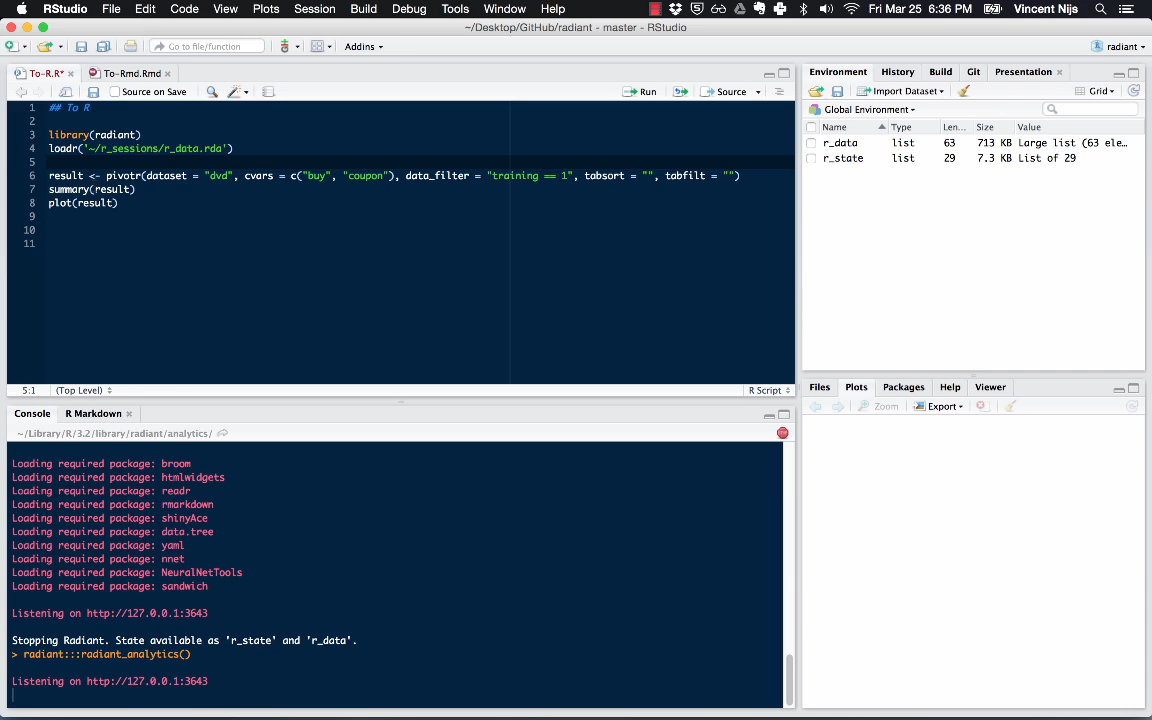 RStudio File Edit Code View Plots Session Build Debug Tools Window Help 5 Fri Mar 25 6:36 PM Vincent Nijs
~/Desktop/GitHub/radiant - master - RStudio
Go to file/function Addins radiant
To-R.R* To-Rmd.Rmd
Source on Save Run Source
1 ## To R
2
3 library(radiant)
4 loadr('~/r_sessions/r_data.rda')
5
6 result <- pivotr(dataset = "dvd", cvars = c("buy", "coupon"), data_filter = "training == 1", tabsort = "", tabfilt = "")
7 summary(result)
8 plot(result)
9
10
11
5:1 (Top Level) R Script
Console R Markdown
~/Library/R/3.2/library/radiant/analytics/
Loading required package: broom
Loading required package: htmlwidgets
Loading required package: readr
Loading required package: rmarkdown
Loading required package: shinyAce
Loading required package: data.tree
Loading required package: yaml
Loading required package: nnet
Loading required package: NeuralNetTools
Loading required package: sandwich
Listening on http://127.0.0.1:3643
Stopping Radiant. State available as 'r_state' and 'r_data'.
> radiant:::radiant_analytics()
Listening on http://127.0.0.1:3643
Environment History Build Git Presentation
Import Dataset Grid
Global Environment
Name Type Len... Size Value
r_data list 63 713 KB Large list (63 ele...
r_state list 29 7.3 KB List of 29
Files Plots Packages Help Viewer
Zoom Export